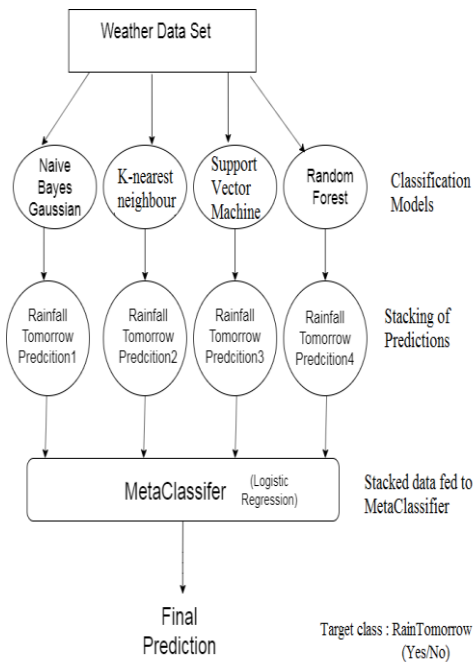 Weather Data Set
Naive
Bayes
Gaussian
K-nearest
neighbour
Support
Vector
Machine
Random
Forest
Classification
Models
Rainfall
Tomorrow
Predcition1
Rainfall
Tomorrow
Predcition2
Rainfall
Tomorrow
Predcition3
Rainfall
Tomorrow
Predcition4
Stacking of
Predictions
MetaClassifer
(Logistic
Regression)
Stacked data fed to
MetaClassifier
Final
Prediction
Target class : RainTomorrow
(Yes/No)